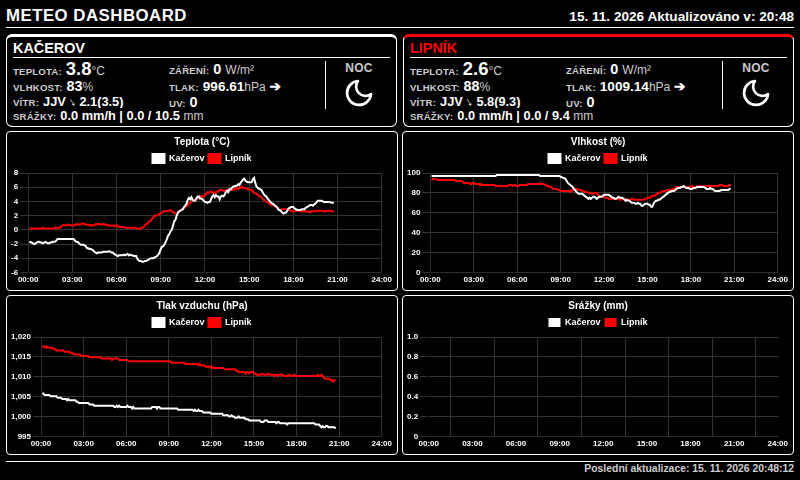 METEO DASHBOARD
15. 11. 2026 Aktualizováno v: 20:48
KAČEROV
TEPLOTA: 3.8°C
ZÁŘENÍ: 0 W/m²
VLHKOST: 83%
TLAK: 996.61hPa ➔
VÍTR: JJV ↓ 2.1(3.5)
UV: 0
SRÁŽKY: 0.0 mm/h | 0.0 / 10.5 mm
NOC
LIPNÍK
TEPLOTA: 2.6°C
ZÁŘENÍ: 0 W/m²
VLHKOST: 88%
TLAK: 1009.14hPa ➔
VÍTR: JJV ↓ 5.8(9.3)
UV: 0
SRÁŽKY: 0.0 mm/h | 0.0 / 9.4 mm
NOC
Teplota (°C)
Kačerov Lipník
8
6
4
2
0
-2
-4
-6
00:00 03:00 06:00 09:00 12:00 15:00 18:00 21:00 24:00
Vlhkost (%)
Kačerov Lipník
100
80
60
40
20
0
00:00 03:00 06:00 09:00 12:00 15:00 18:00 21:00 24:00
Tlak vzduchu (hPa)
Kačerov Lipník
1,020
1,015
1,010
1,005
1,000
995
00:00 03:00 06:00 09:00 12:00 15:00 18:00 21:00 24:00
Srážky (mm)
Kačerov Lipník
1.0
0.8
0.6
0.4
0.2
0
00:00 03:00 06:00 09:00 12:00 15:00 18:00 21:00 24:00
Poslední aktualizace: 15. 11. 2026 20:48:12